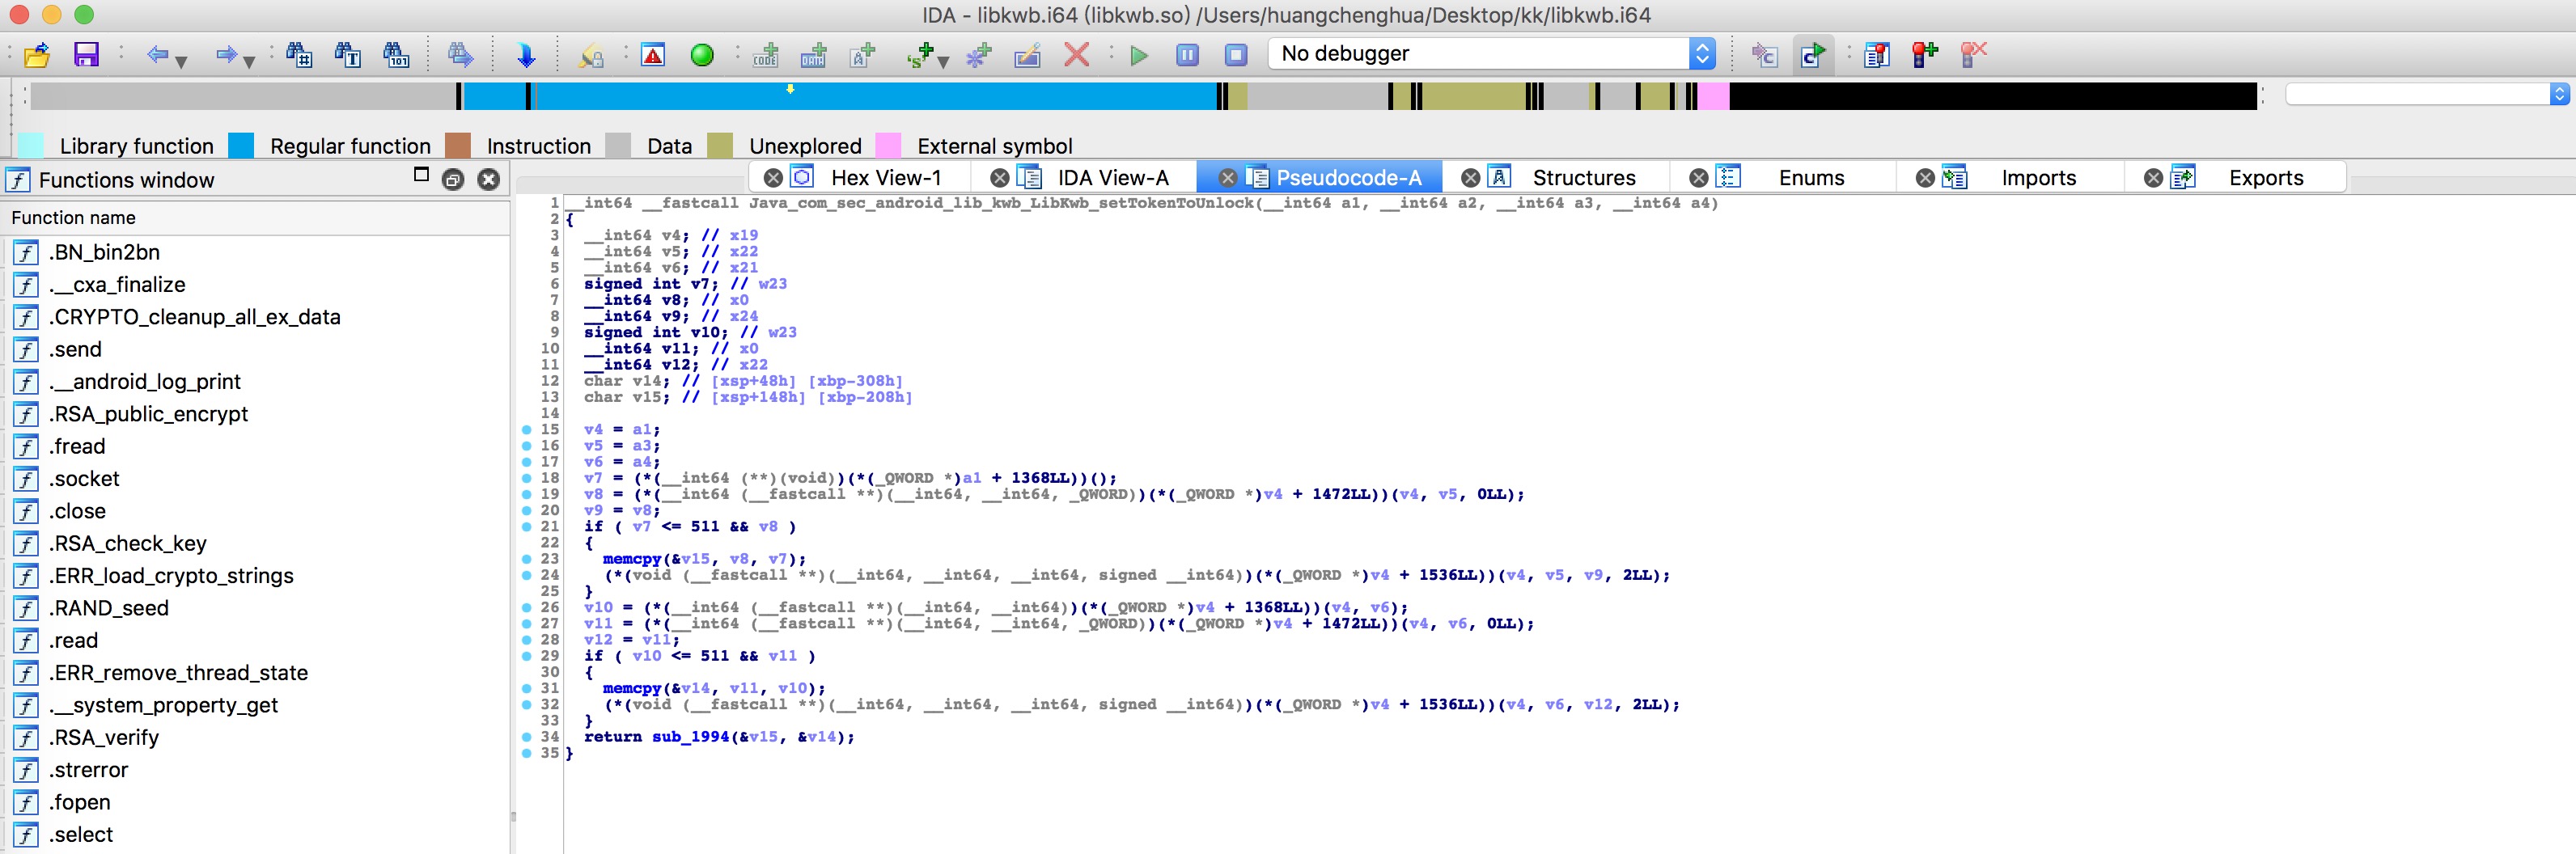 IDA - libkwb.i64 (libkwb.so) /Users/huangchenghua/Desktop/kk/libkwb.i64
No debugger
Library function Regular function Instruction Data Unexplored External symbol
Functions window
Hex View-1 IDA View-A Pseudocode-A Structures Enums Imports Exports
Function name
.BN_bin2bn
.__cxa_finalize
.CRYPTO_cleanup_all_ex_data
.send
.__android_log_print
.RSA_public_encrypt
.fread
.socket
.close
.RSA_check_key
.ERR_load_crypto_strings
.RAND_seed
.read
.ERR_remove_thread_state
.__system_property_get
.RSA_verify
.strerror
.fopen
.select
1 __int64 __fastcall Java_com_sec_android_lib_kwb_LibKwb_setTokenToUnlock(__int64 a1, __int64 a2, __int64 a3, __int64 a4)
2 {
3 __int64 v4; // x19
4 __int64 v5; // x22
5 __int64 v6; // x21
6 signed int v7; // w23
7 __int64 v8; // x0
8 __int64 v9; // x24
9 signed int v10; // w23
10 __int64 v11; // x0
11 __int64 v12; // x22
12 char v14; // [xsp+48h] [xbp-308h]
13 char v15; // [xsp+148h] [xbp-208h]
14
15 v4 = a1;
16 v5 = a3;
17 v6 = a4;
18 v7 = (*(__int64 (**)(void))(*(_QWORD *)a1 + 1368LL))();
19 v8 = (*(__int64 (__fastcall **)(__int64, __int64, _QWORD))(*(_QWORD *)v4 + 1472LL))(v4, v5, 0LL);
20 v9 = v8;
21 if ( v7 <= 511 && v8 )
22 {
23 memcpy(&v15, v8, v7);
24 (*(void (__fastcall **)(__int64, __int64, __int64, signed __int64))(*(_QWORD *)v4 + 1536LL))(v4, v5, v9, 2LL);
25 }
26 v10 = (*(__int64 (__fastcall **)(__int64, __int64))(*(_QWORD *)v4 + 1368LL))(v4, v6);
27 v11 = (*(__int64 (__fastcall **)(__int64, __int64, _QWORD))(*(_QWORD *)v4 + 1472LL))(v4, v6, 0LL);
28 v12 = v11;
29 if ( v10 <= 511 && v11 )
30 {
31 memcpy(&v14, v11, v10);
32 (*(void (__fastcall **)(__int64, __int64, __int64, signed __int64))(*(_QWORD *)v4 + 1536LL))(v4, v6, v12, 2LL);
33 }
34 return sub_1994(&v15, &v14);
35 }